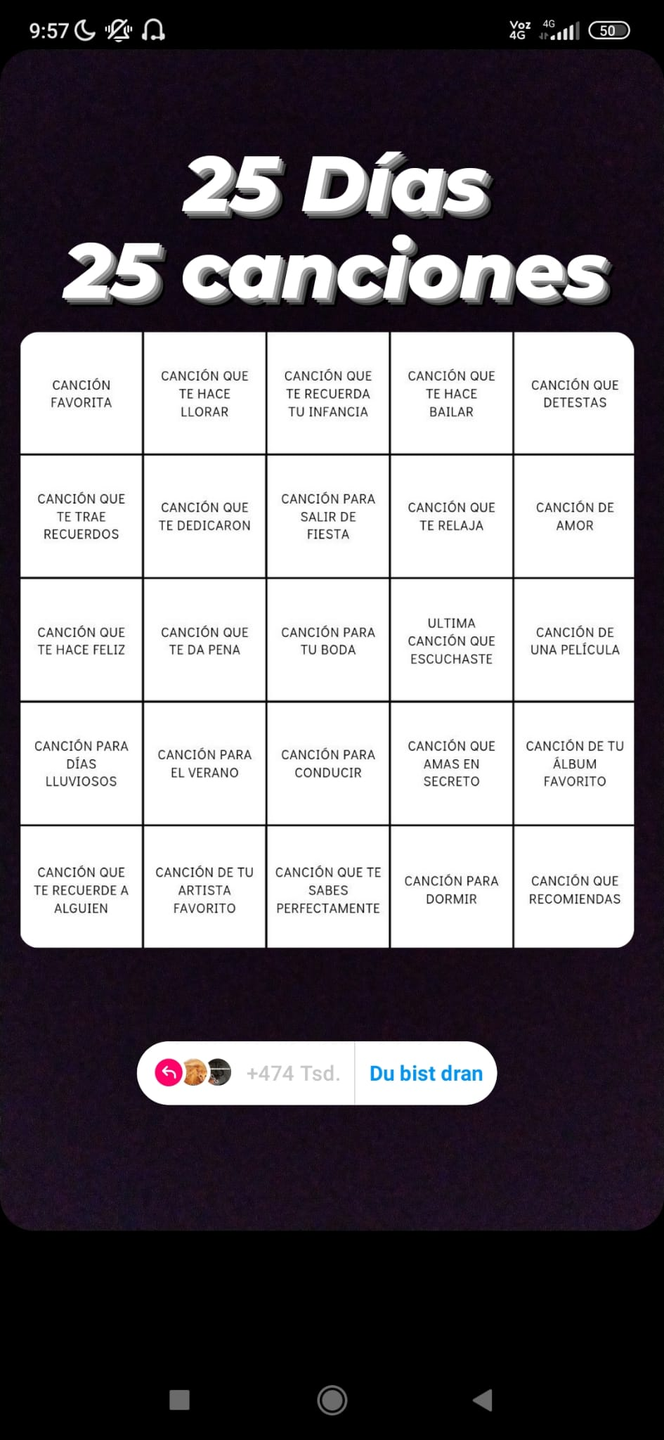 9:57
Voz
4G
4G
50
25 Días
25 canciones
CANCIÓN
FAVORITA
CANCIÓN QUE
TE HACE
LLORAR
CANCIÓN QUE
TE RECUERDA
TU INFANCIA
CANCIÓN QUE
TE HACE
BAILAR
CANCIÓN QUE
DETESTAS
CANCIÓN QUE
TE TRAE
RECUERDOS
CANCIÓN QUE
TE DEDICARON
CANCIÓN PARA
SALIR DE
FIESTA
CANCIÓN QUE
TE RELAJA
CANCIÓN DE
AMOR
CANCIÓN QUE
TE HACE FELIZ
CANCIÓN QUE
TE DA PENA
CANCIÓN PARA
TU BODA
ULTIMA
CANCIÓN QUE
ESCUCHASTE
CANCIÓN DE
UNA PELÍCULA
CANCIÓN PARA
DÍAS
LLUVIOSOS
CANCIÓN PARA
EL VERANO
CANCIÓN PARA
CONDUCIR
CANCIÓN QUE
AMAS EN
SECRETO
CANCIÓN DE TU
ÁLBUM
FAVORITO
CANCIÓN QUE
TE RECUERDE A
ALGUIEN
CANCIÓN DE TU
ARTISTA
FAVORITO
CANCIÓN QUE TE
SABES
PERFECTAMENTE
CANCIÓN PARA
DORMIR
CANCIÓN QUE
RECOMIENDAS
+474 Tsd.
Du bist dran